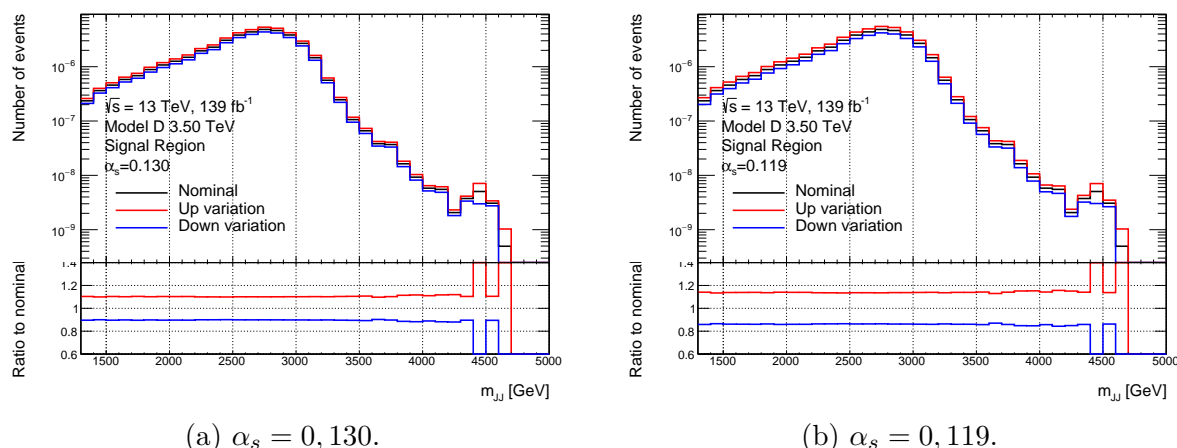 Number of events
10⁻⁶
10⁻⁷
10⁻⁸
10⁻⁹
√s = 13 TeV, 139 fb⁻¹
Model D 3.50 TeV
Signal Region
αₛ=0.130
Nominal
Up variation
Down variation
Ratio to nominal
1.4
1.2
1
0.8
0.6
1500 2000 2500 3000 3500 4000 4500 5000
m_JJ [GeV]
(a) αₛ = 0, 130.
Number of events
10⁻⁶
10⁻⁷
10⁻⁸
10⁻⁹
√s = 13 TeV, 139 fb⁻¹
Model D 3.50 TeV
Signal Region
αₛ=0.119
Nominal
Up variation
Down variation
Ratio to nominal
1.4
1.2
1
0.8
0.6
1500 2000 2500 3000 3500 4000 4500 5000
m_JJ [GeV]
(b) αₛ = 0, 119.